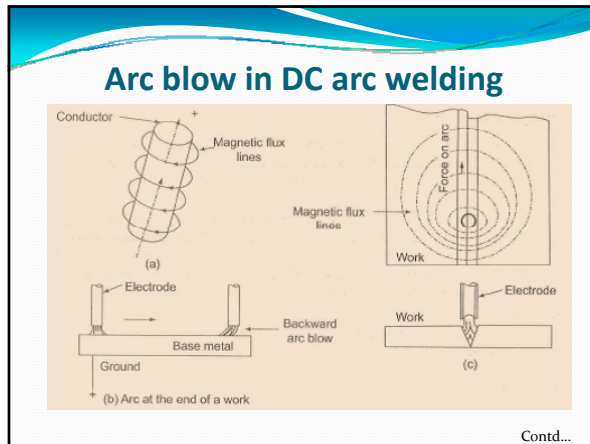 Arc blow in DC arc welding
Conductor
+
Magnetic flux
lines
(a)
Force on arc
Magnetic flux
lines
Work
Electrode
Backward
arc blow
Base metal
Ground
+
(b) Arc at the end of a work
Electrode
Work
(c)
Contd...